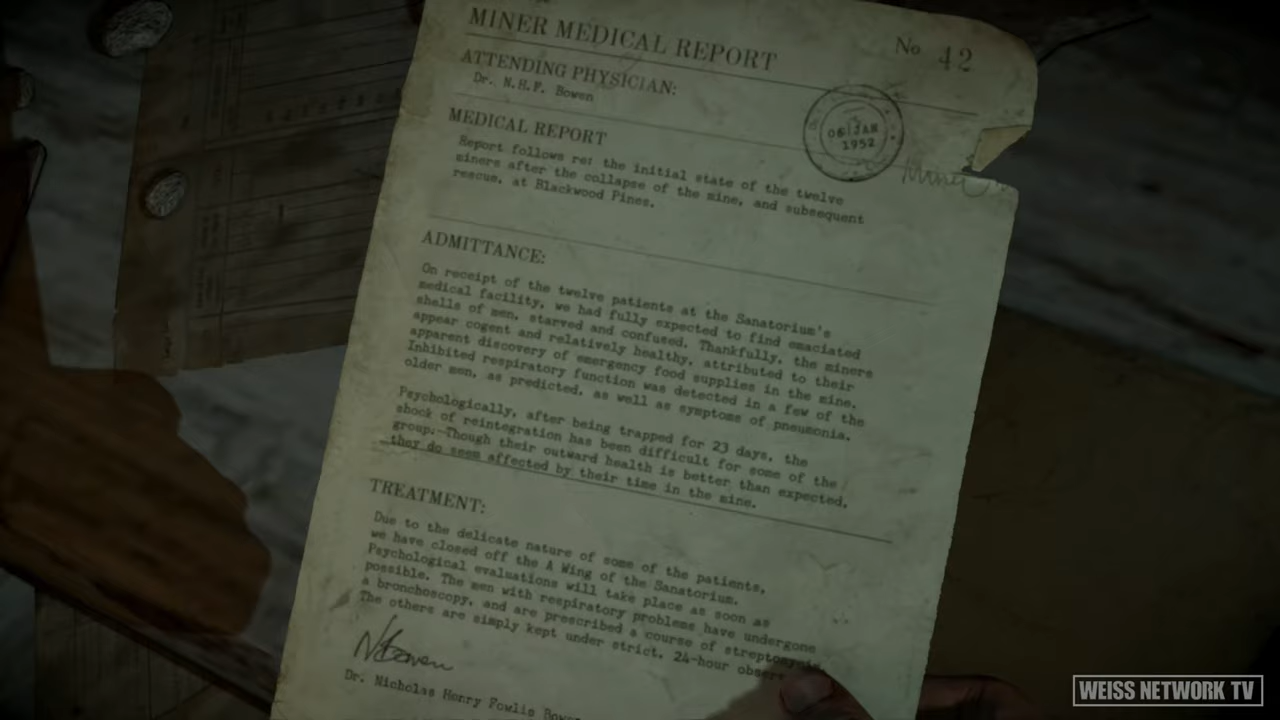 MINER MEDICAL REPORT
No 42
ATTENDING PHYSICIAN:
Dr. N.H.F. Bowen
06 JAN
1952
MEDICAL REPORT
Report follows re: the initial state of the twelve
miners after the collapse of the mine, and subsequent
rescue, at Blackwood Pines.
ADMITTANCE:
On receipt of the twelve patients at the Sanatorium's
medical facility, we had fully expected to find emaciated
shells of men, starved and confused. Thankfully, the miners
appear cogent and relatively healthy, attributed to their
apparent discovery of emergency food supplies in the mine.
Inhibited respiratory function was detected in a few of the
older men, as predicted, as well as symptoms of pneumonia.
Psychologically, after being trapped for 23 days, the
shock of reintegration has been difficult for some of the
group. Though their outward health is better than expected,
they do seem affected by their time in the mine.
TREATMENT:
Due to the delicate nature of some of the patients,
we have closed off the A Wing of the Sanatorium.
Psychological evaluations will take place as soon as
possible. The men with respiratory problems have undergone
a bronchoscopy, and are prescribed a course of streptomycin.
The others are simply kept under strict, 24-hour
NBowen
Dr. Nicholas Henry Fowlis Bowen
WEISS NETWORK TV